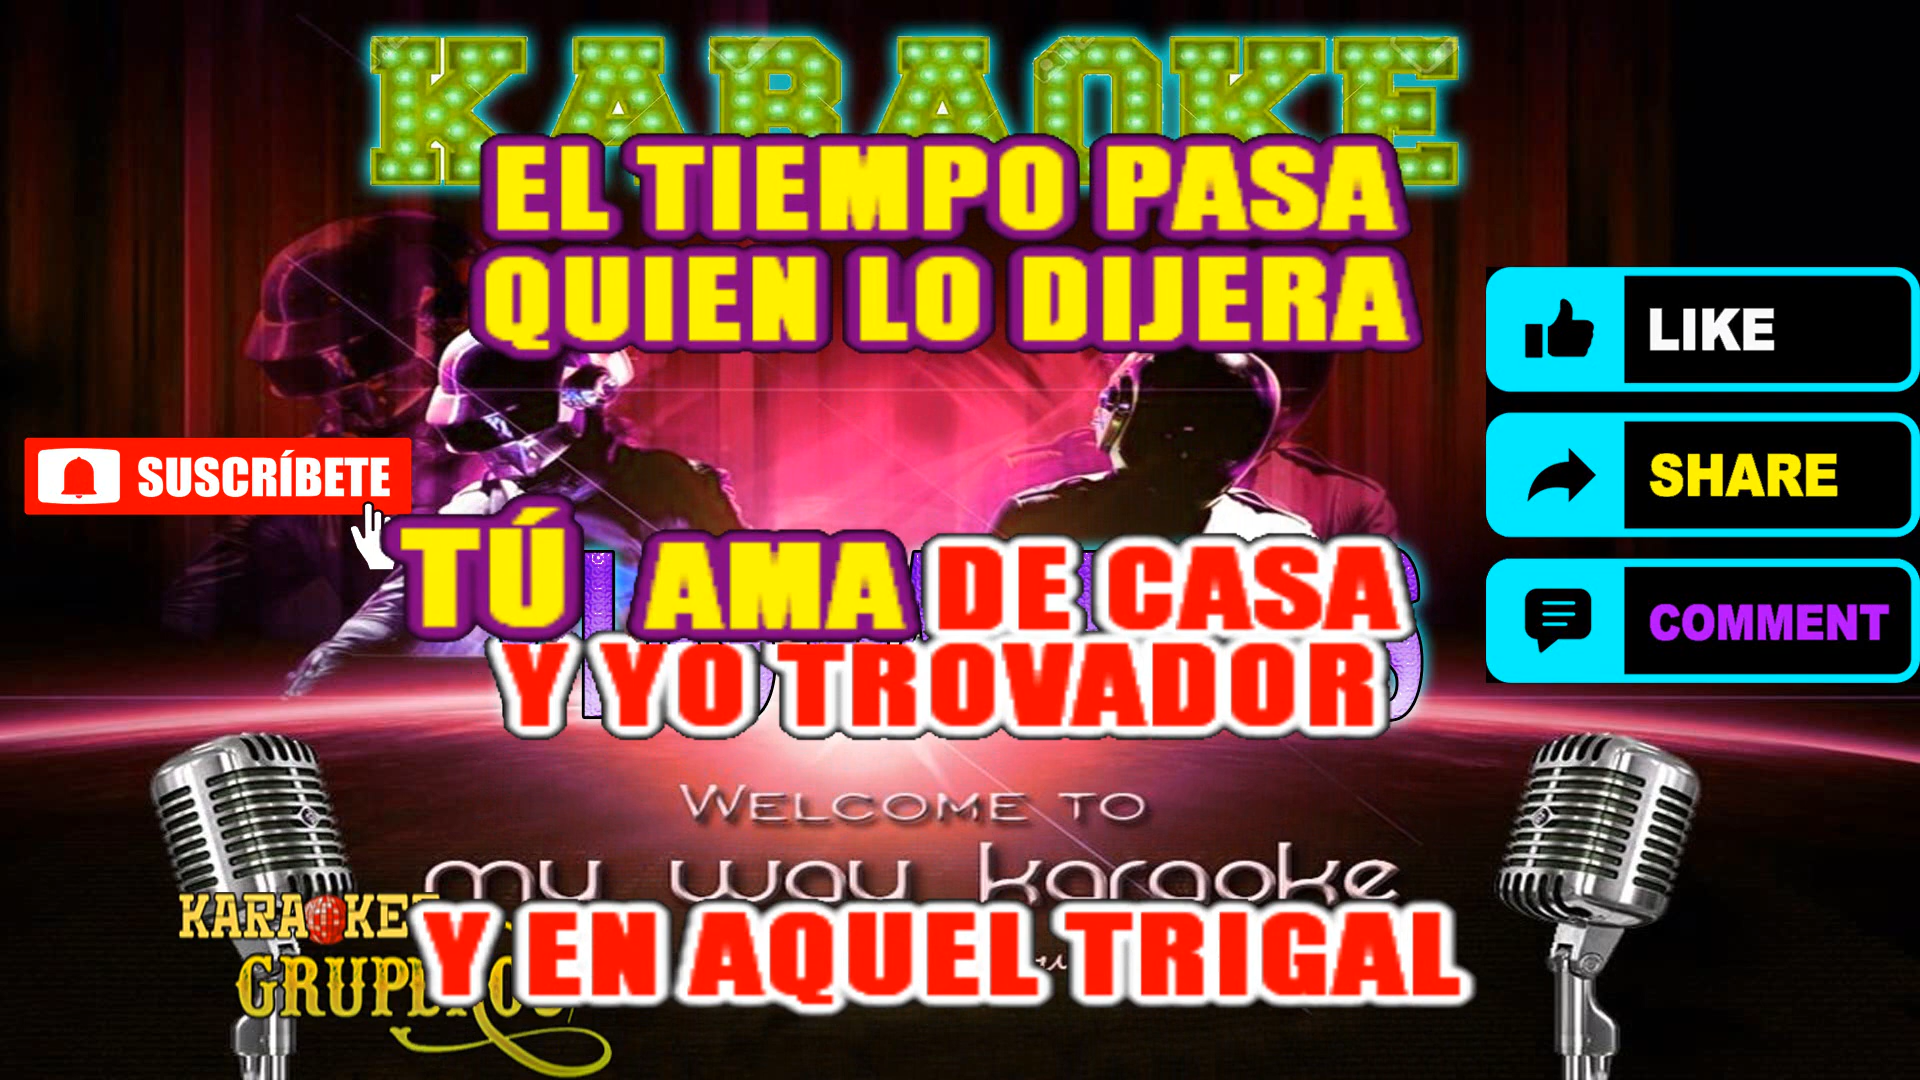 KARAOKE
EL TIEMPO PASA
QUIEN LO DIJERA
LIKE
SUSCRÍBETE
SHARE
TÚ AMA DE CASA
COMMENT
Y YO TROVADOR
WELCOME TO
my way karaoke
KARAOKE
Y EN AQUEL TRIGAL